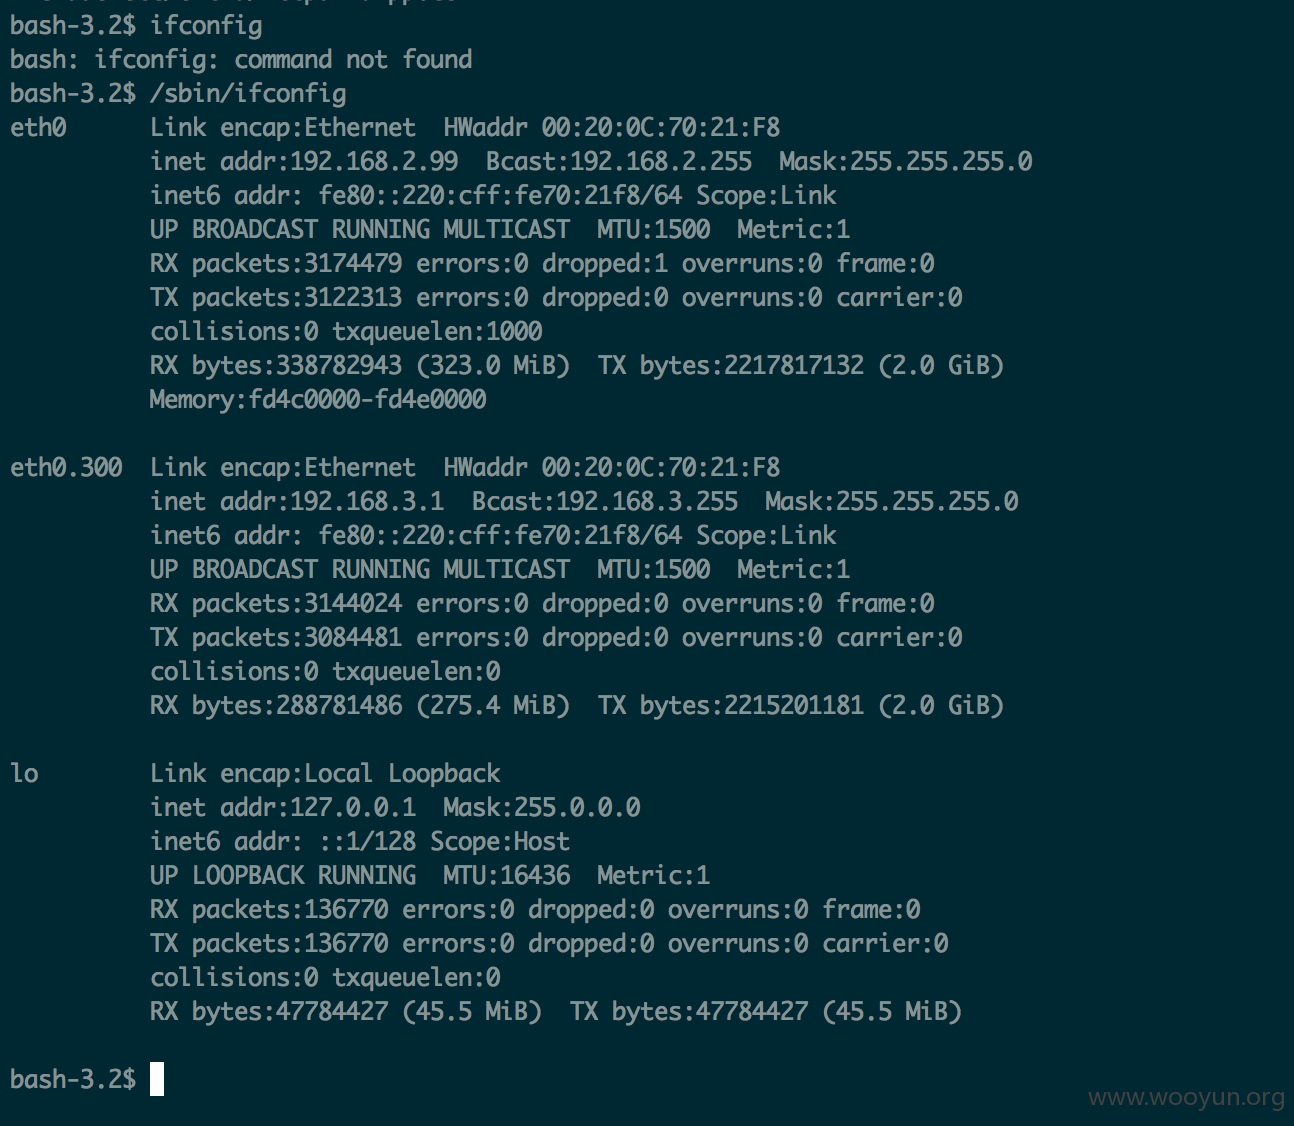 bash-3.2$ ifconfig
bash: ifconfig: command not found
bash-3.2$ /sbin/ifconfig
eth0      Link encap:Ethernet  HWaddr 00:20:0C:70:21:F8
          inet addr:192.168.2.99  Bcast:192.168.2.255  Mask:255.255.255.0
          inet6 addr: fe80::220:cff:fe70:21f8/64 Scope:Link
          UP BROADCAST RUNNING MULTICAST  MTU:1500  Metric:1
          RX packets:3174479 errors:0 dropped:1 overruns:0 frame:0
          TX packets:3122313 errors:0 dropped:0 overruns:0 carrier:0
          collisions:0 txqueuelen:1000
          RX bytes:338782943 (323.0 MiB)  TX bytes:2217817132 (2.0 GiB)
          Memory:fd4c0000-fd4e0000
eth0.300  Link encap:Ethernet  HWaddr 00:20:0C:70:21:F8
          inet addr:192.168.3.1  Bcast:192.168.3.255  Mask:255.255.255.0
          inet6 addr: fe80::220:cff:fe70:21f8/64 Scope:Link
          UP BROADCAST RUNNING MULTICAST  MTU:1500  Metric:1
          RX packets:3144024 errors:0 dropped:0 overruns:0 frame:0
          TX packets:3084481 errors:0 dropped:0 overruns:0 carrier:0
          collisions:0 txqueuelen:0
          RX bytes:288781486 (275.4 MiB)  TX bytes:2215201181 (2.0 GiB)
lo        Link encap:Local Loopback
          inet addr:127.0.0.1  Mask:255.0.0.0
          inet6 addr: ::1/128 Scope:Host
          UP LOOPBACK RUNNING  MTU:16436  Metric:1
          RX packets:136770 errors:0 dropped:0 overruns:0 frame:0
          TX packets:136770 errors:0 dropped:0 overruns:0 carrier:0
          collisions:0 txqueuelen:0
          RX bytes:47784427 (45.5 MiB)  TX bytes:47784427 (45.5 MiB)
bash-3.2$
www.wooyun.org